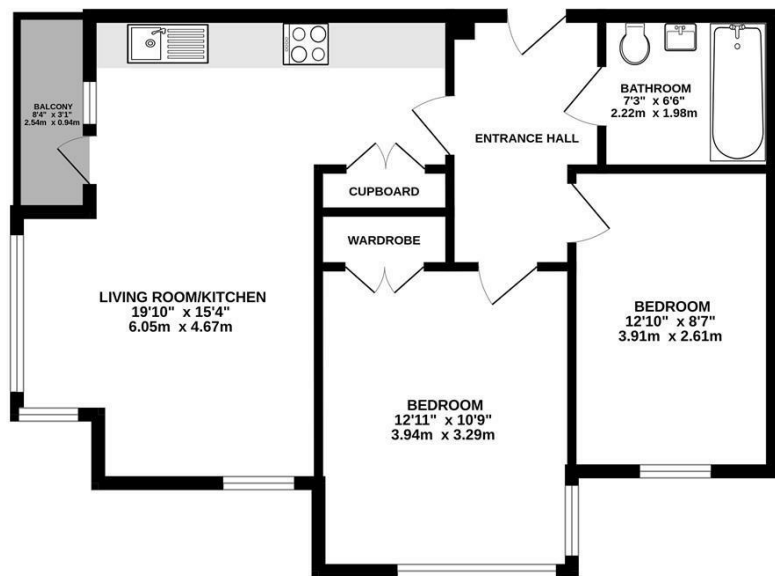 BALCONY
8'4" x 3'1"
2.54m x 0.94m
BATHROOM
7'3" x 6'6"
2.22m x 1.98m
ENTRANCE HALL
CUPBOARD
WARDROBE
LIVING ROOM/KITCHEN
19'10" x 15'4"
6.05m x 4.67m
BEDROOM
12'10" x 8'7"
3.91m x 2.61m
BEDROOM
12'11" x 10'9"
3.94m x 3.29m